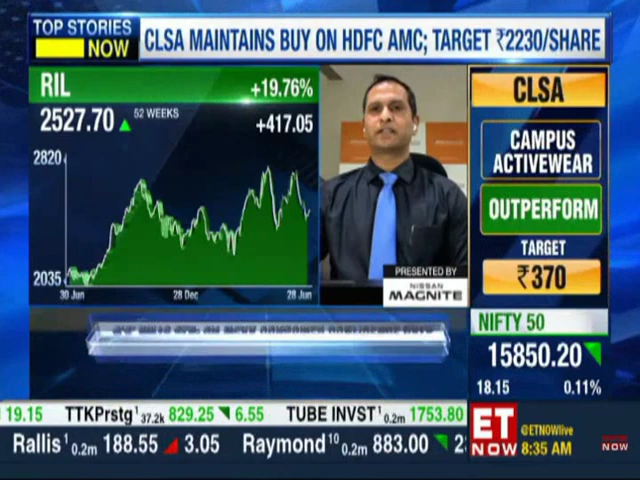 TOP STORIES
NOW
CLSA MAINTAINS BUY ON HDFC AMC; TARGET ₹2230/SHARE
RIL
+19.76%
2527.70
52 WEEKS
+417.05
2820
2035
30 Jun
28 Dec
28 Jun
PRESENTED BY
NISSAN
MAGNITE
CLSA
CAMPUS
ACTIVEWEAR
OUTPERFORM
TARGET
₹370
NIFTY 50
15850.20
18.15
0.11%
19.15 TTKPrstg 1 37.2k 829.25 6.55 TUBE INVST 1 0.2m 1753.80
Rallis 1 0.2m 188.55 3.05 Raymond 10 0.2m 883.00
ET
NOW
@ETNOWlive
8:35 AM
NOW